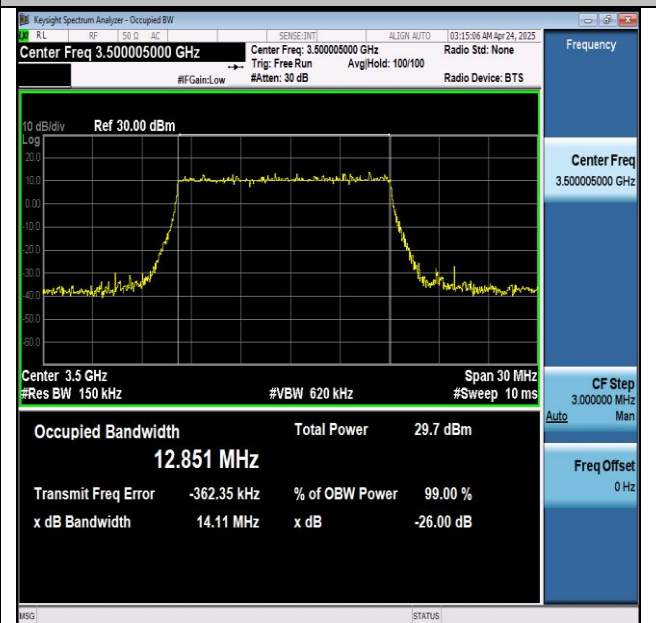 Keysight Spectrum Analyzer - Occupied BW
RL RF 50 Ω AC SENSE:INT ALIGN AUTO 03:15:06 AM Apr 24, 2025
Center Freq 3.500005000 GHz
Center Freq: 3.500005000 GHz Radio Std: None
Trig: Free Run Avg|Hold: 100/100
#IFGain:Low #Atten: 30 dB Radio Device: BTS
Frequency
10 dB/div Ref 30.00 dBm
Log
20.0
10.0
0.00
-10.0
-20.0
-30.0
-40.0
-50.0
-60.0
Center 3.5 GHz Span 30 MHz
#Res BW 150 kHz #VBW 620 kHz #Sweep 10 ms
Occupied Bandwidth Total Power 29.7 dBm
12.851 MHz
Transmit Freq Error -362.35 kHz % of OBW Power 99.00 %
x dB Bandwidth 14.11 MHz x dB -26.00 dB
Center Freq
3.500005000 GHz
CF Step
3.000000 MHz
Auto Man
Freq Offset
0 Hz
MSG STATUS